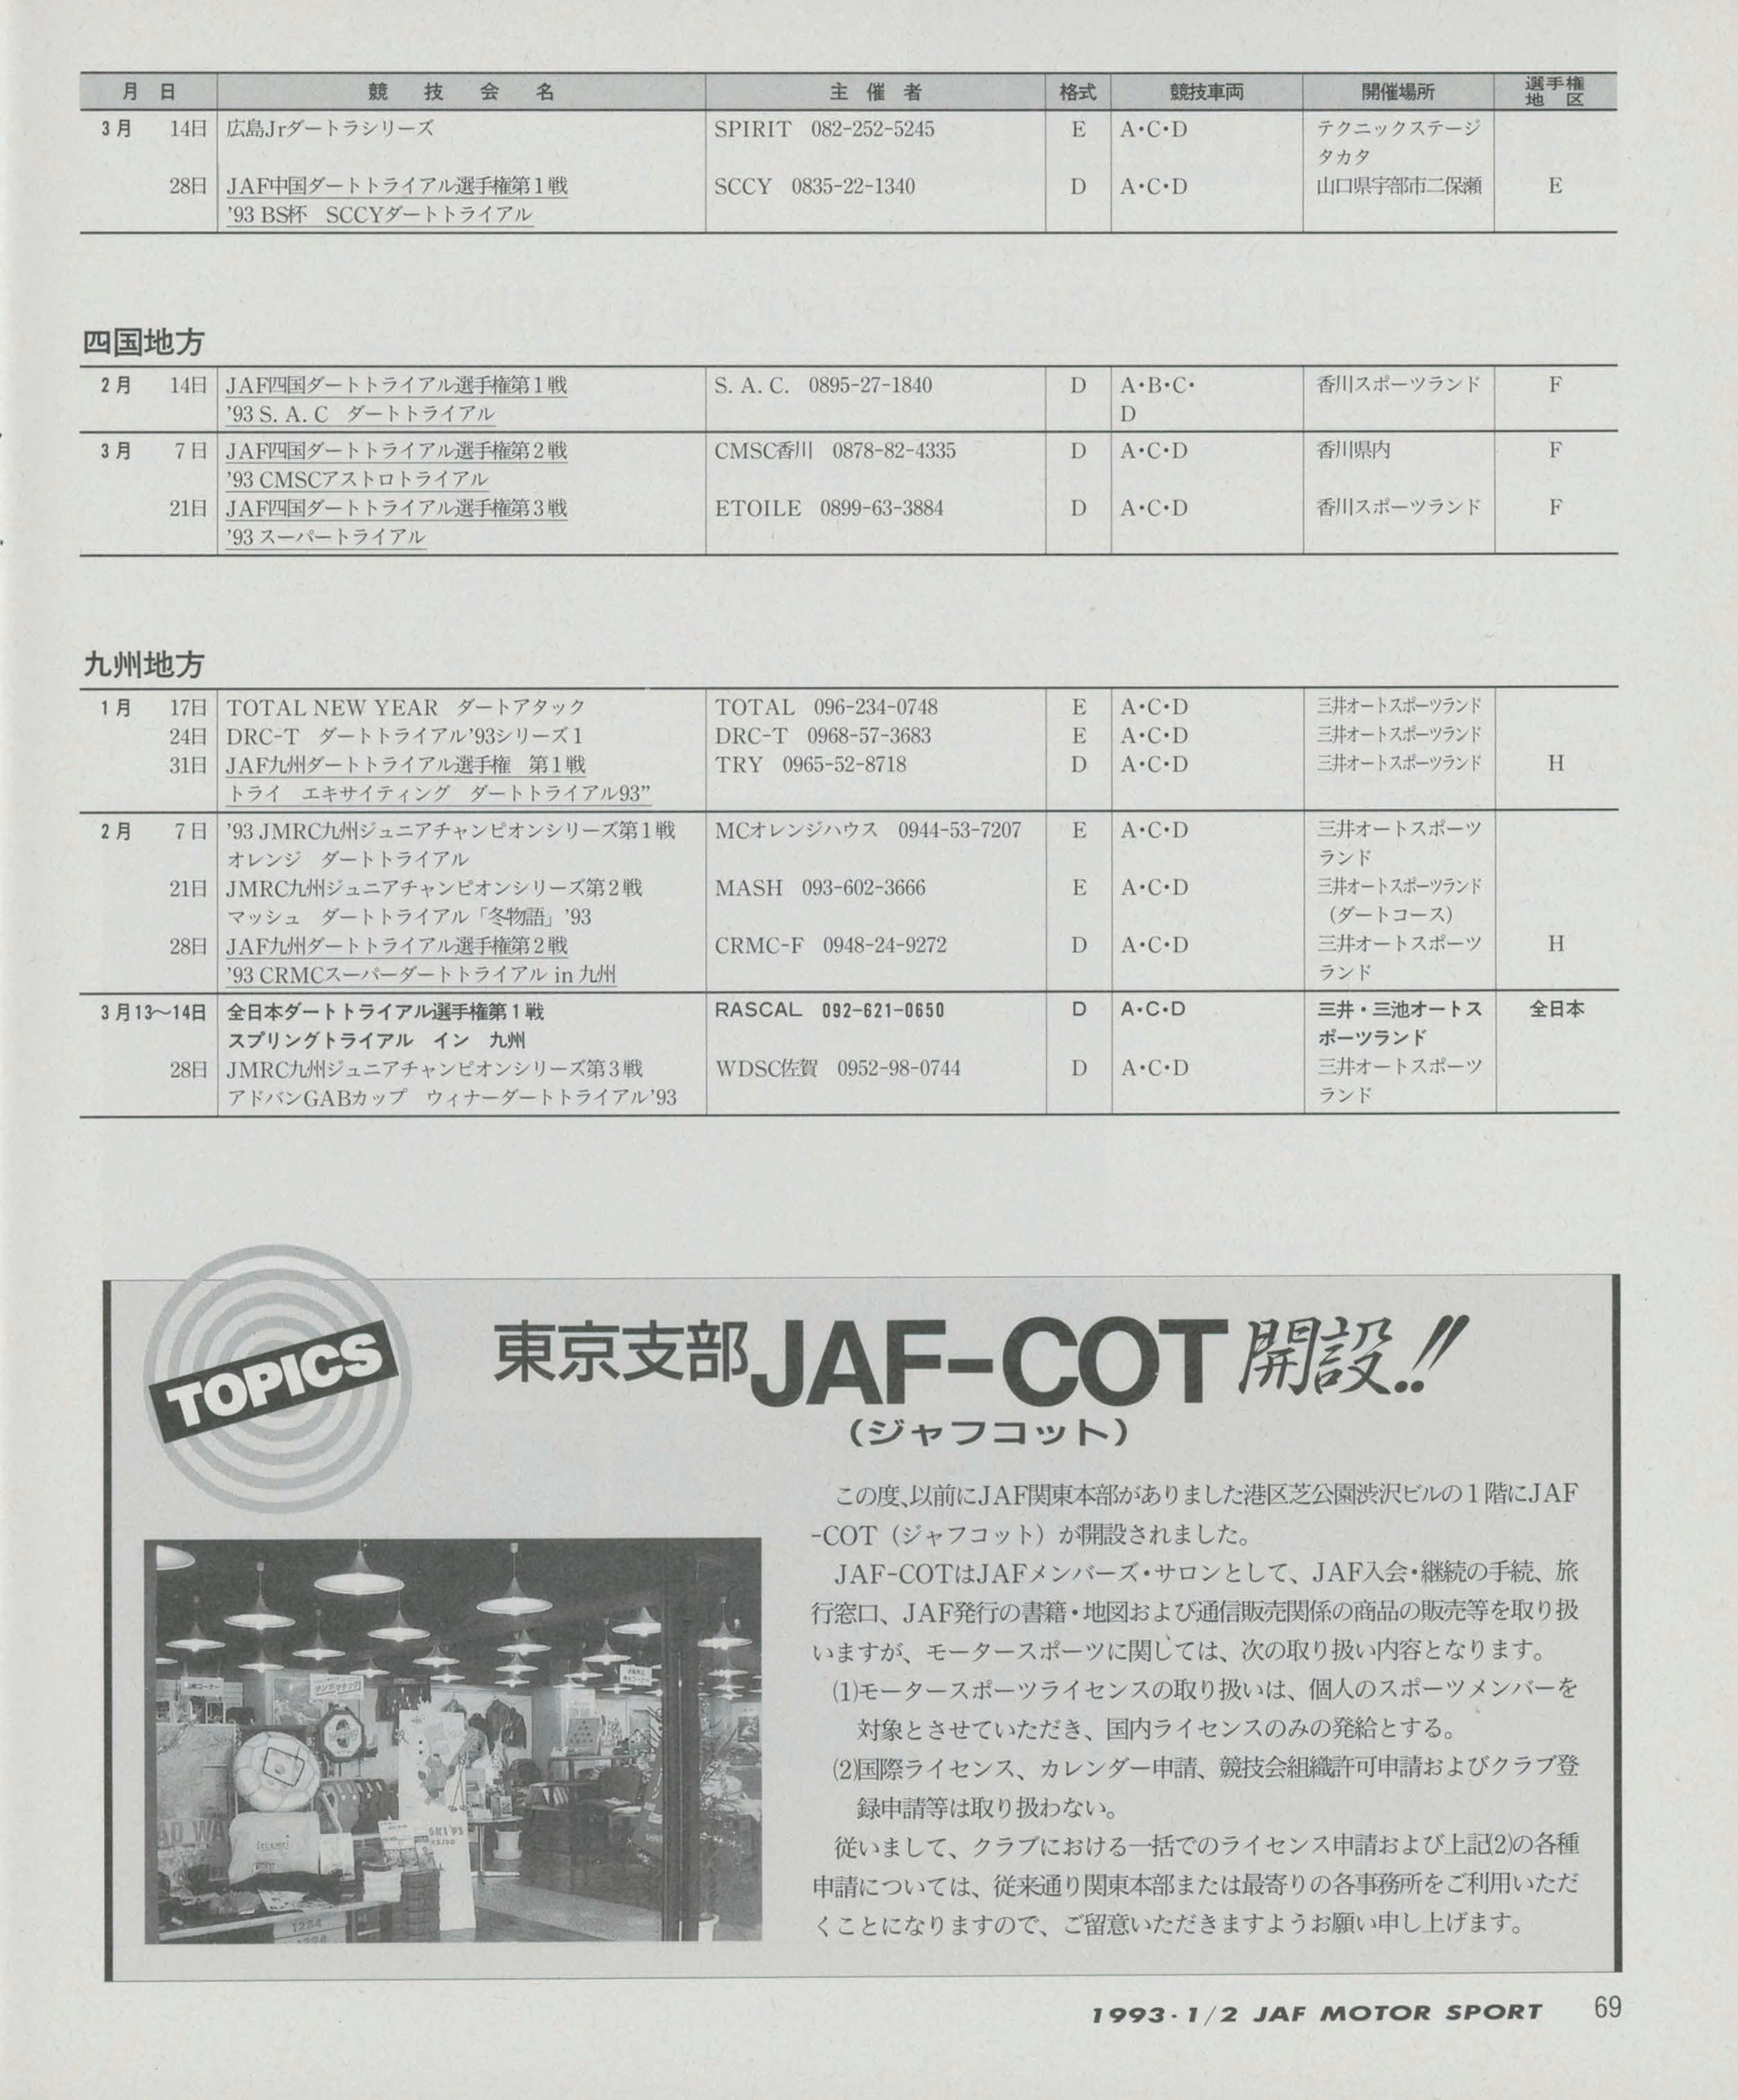 月　日　競　技　会　名　主　催　者　格式　競技車両　開催場所　選手権地　区
3月　14日　広島Jrダートラシリーズ　SPIRIT　082-252-5245　E　A・C・D　テクニックステージ
タカタ
28日　JAF中国ダートトライアル選手権第1戦　SCCY　0835-22-1340　D　A・C・D　山口県宇部市二保瀬　E
'93 BS杯　SCCYダートトライアル
四国地方
2月　14日　JAF四国ダートトライアル選手権第1戦　S. A. C.　0895-27-1840　D　A・B・C・　香川スポーツランド　F
'93 S. A. C　ダートトライアル　D
3月　7日　JAF四国ダートトライアル選手権第2戦　CMSC香川　0878-82-4335　D　A・C・D　香川県内　F
'93 CMSCアストロトライアル
21日　JAF四国ダートトライアル選手権第3戦　ETOILE　0899-63-3884　D　A・C・D　香川スポーツランド　F
'93 スーパートライアル
九州地方
1月　17日　TOTAL NEW YEAR　ダートアタック　TOTAL　096-234-0748　E　A・C・D　三井オートスポーツランド
24日　DRC-T　ダートトライアル'93シリーズ1　DRC-T　0968-57-3683　E　A・C・D　三井オートスポーツランド
31日　JAF九州ダートトライアル選手権　第1戦　TRY　0965-52-8718　D　A・C・D　三井オートスポーツランド　H
トライ　エキサイティング　ダートトライアル93”
2月　7日　'93 JMRC九州ジュニアチャンピオンシリーズ第1戦　MCオレンジハウス　0944-53-7207　E　A・C・D　三井オートスポーツ
オレンジ　ダートトライアル　ランド
21日　JMRC九州ジュニアチャンピオンシリーズ第2戦　MASH　093-602-3666　E　A・C・D　三井オートスポーツランド
マッシュ　ダートトライアル「冬物語」'93　（ダートコース）
28日　JAF九州ダートトライアル選手権第2戦　CRMC-F　0948-24-9272　D　A・C・D　三井オートスポーツ　H
'93 CRMCスーパーダートトライアル in 九州　ランド
3月13〜14日　全日本ダートトライアル選手権第1戦　RASCAL　092-621-0650　D　A・C・D　三井・三池オートス　全日本
スプリングトライアル　イン　九州　ポーツランド
28日　JMRC九州ジュニアチャンピオンシリーズ第3戦　WDSC佐賀　0952-98-0744　D　A・C・D　三井オートスポーツ
アドバンGABカップ　ウィナーダートトライアル'93　ランド
TOPICS
東京支部JAF-COT開設!!
（ジャフコット）
この度、以前にJAF関東本部がありました港区芝公園渋沢ビルの1階にJAF
-COT（ジャフコット）が開設されました。
JAF-COTはJAFメンバーズ・サロンとして、JAF入会・継続の手続、旅
行窓口、JAF発行の書籍・地図および通信販売関係の商品の販売等を取り扱
いますが、モータースポーツに関しては、次の取り扱い内容となります。
(1)モータースポーツライセンスの取り扱いは、個人のスポーツメンバーを
対象とさせていただき、国内ライセンスのみの発給とする。
(2)国際ライセンス、カレンダー申請、競技会組織許可申請およびクラブ登
録申請等は取り扱わない。
従いまして、クラブにおける一括でのライセンス申請および上記(2)の各種
申請については、従来通り関東本部または最寄りの各事務所をご利用いただ
くことになりますので、ご留意いただきますようお願い申し上げます。
SKI '93
1284
1993・1/2 JAF MOTOR SPORT　69